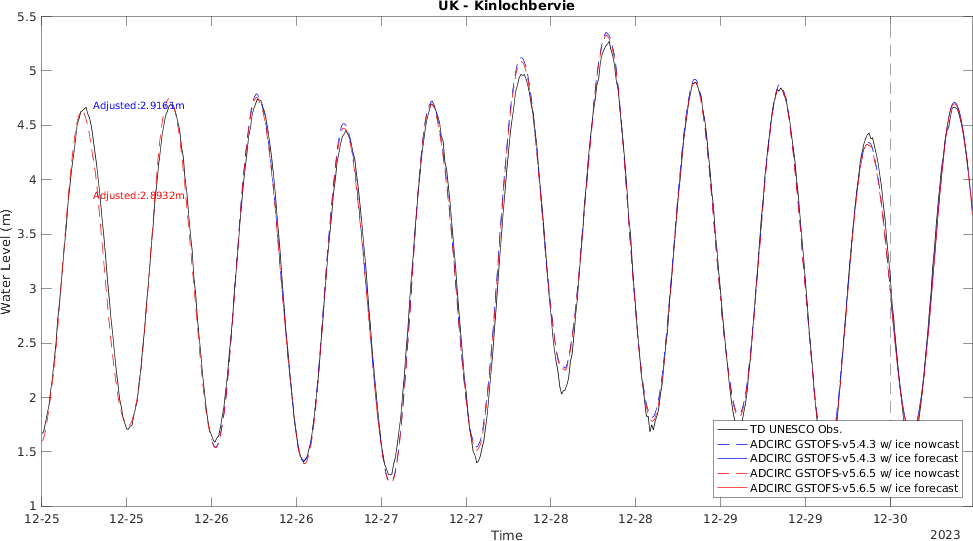 UK - Kinlochbervie
5.5
5
4.5
4
3.5
3
2.5
2
1.5
1
Water Level (m)
Adjusted:2.9161m
Adjusted:2.8932m
TD UNESCO Obs.
ADCIRC GSTOFS-v5.4.3 w/ ice nowcast
ADCIRC GSTOFS-v5.4.3 w/ ice forecast
ADCIRC GSTOFS-v5.6.5 w/ ice nowcast
ADCIRC GSTOFS-v5.6.5 w/ ice forecast
12-25 12-25 12-26 12-26 12-27 12-27 12-28 12-28 12-29 12-29 12-30
Time
2023